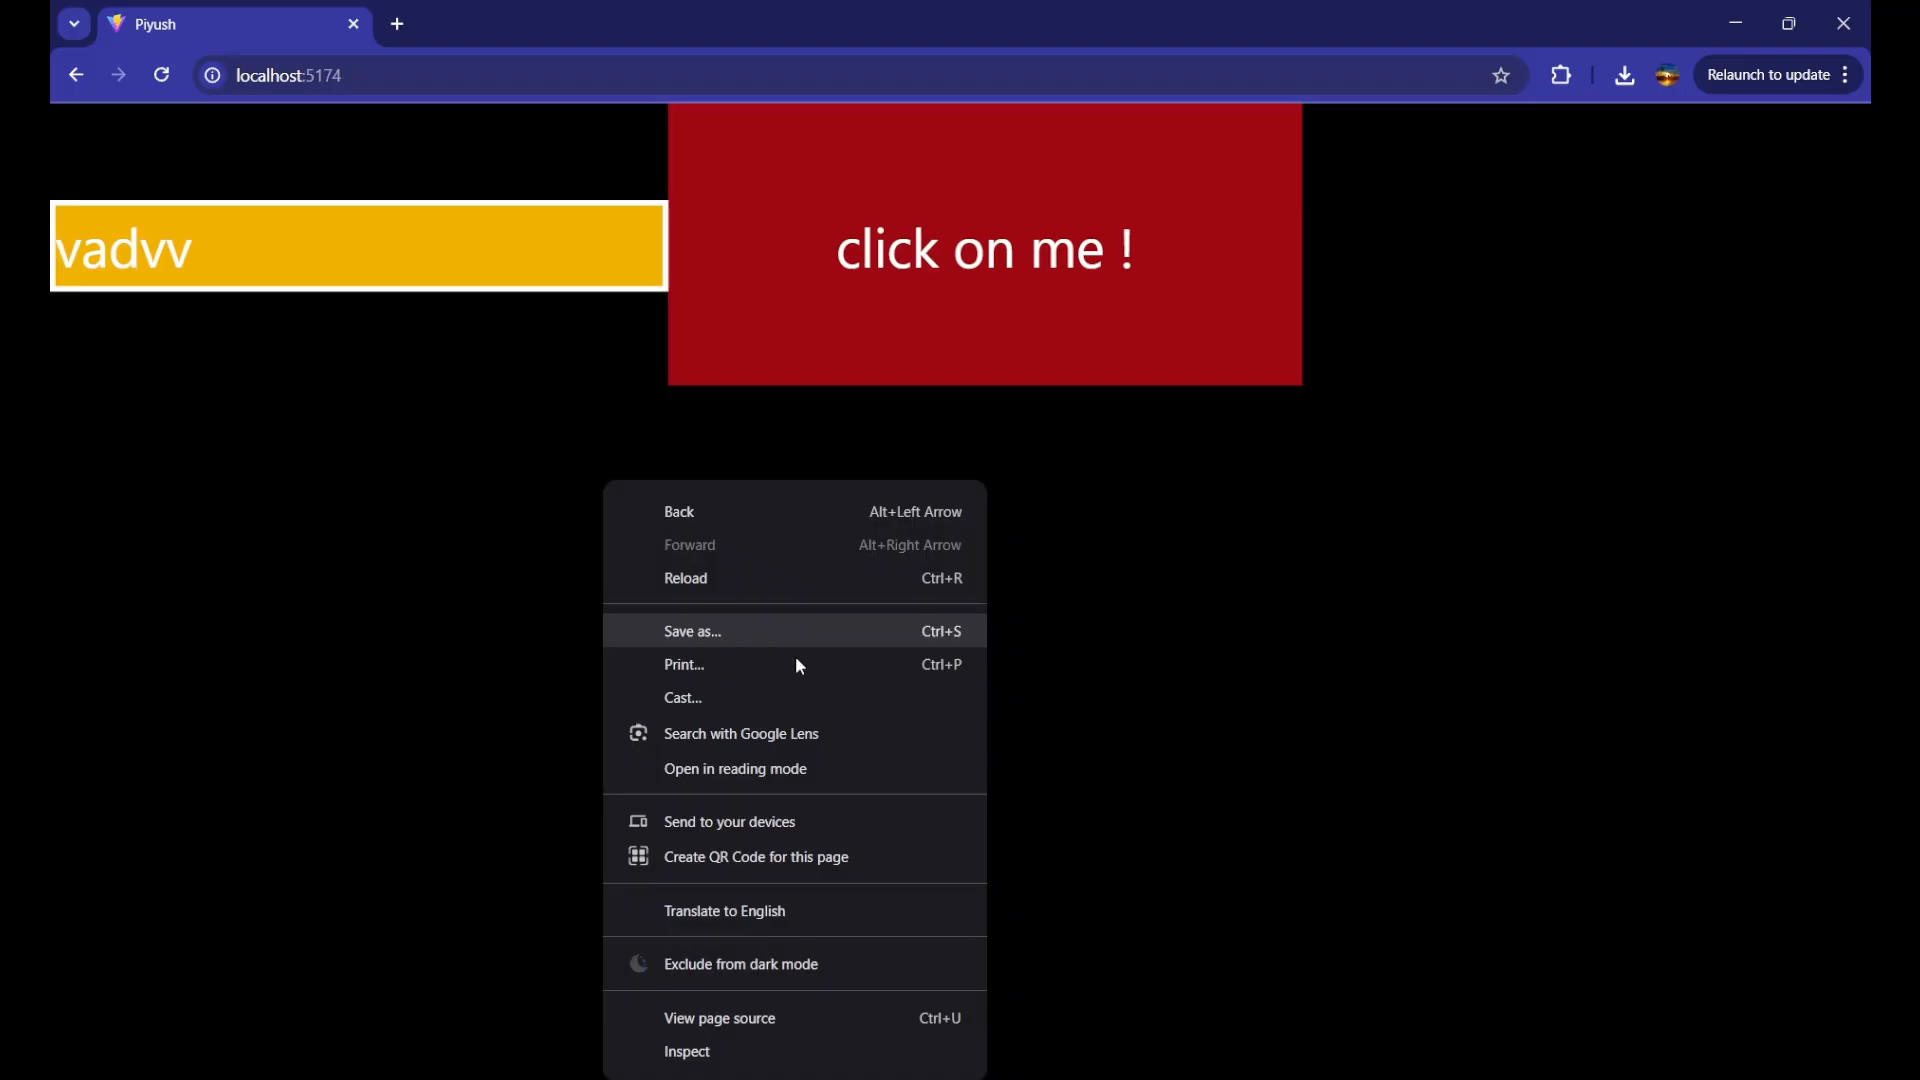 Piyush
localhost:5174
Relaunch to update
vadvv
click on me !
Back Alt+Left Arrow
Forward Alt+Right Arrow
Reload Ctrl+R
Save as... Ctrl+S
Print... Ctrl+P
Cast...
Search with Google Lens
Open in reading mode
Send to your devices
Create QR Code for this page
Translate to English
Exclude from dark mode
View page source Ctrl+U
Inspect